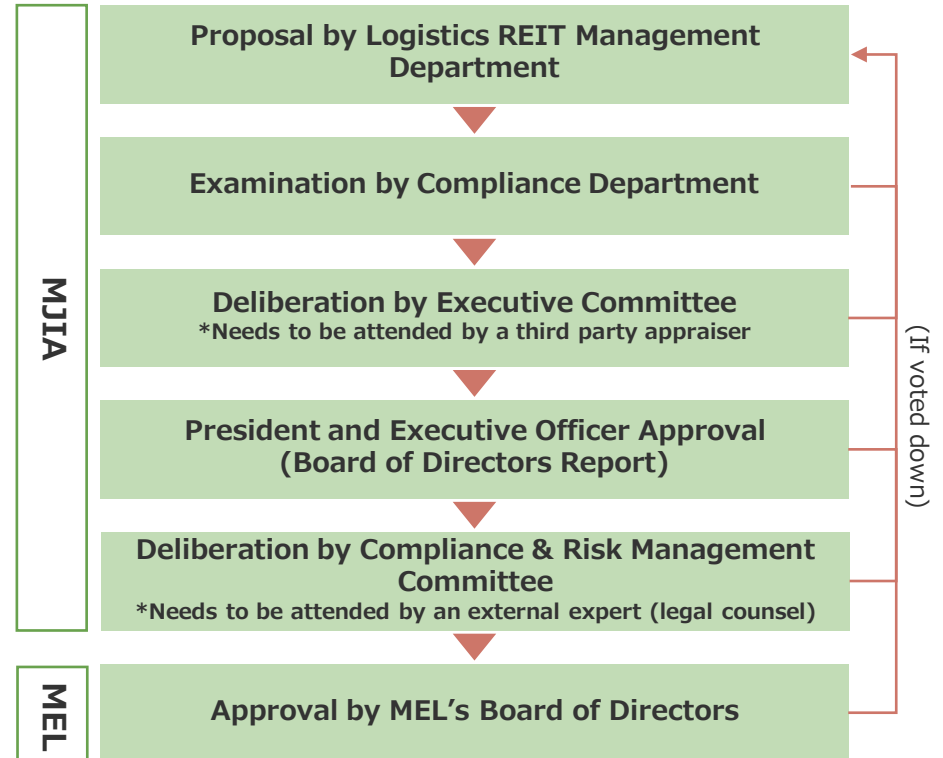 MJIA
Proposal by Logistics REIT Management
Department
Examination by Compliance Department
Deliberation by Executive Committee
*Needs to be attended by a third party appraiser
President and Executive Officer Approval
(Board of Directors Report)
Deliberation by Compliance & Risk Management
Committee
*Needs to be attended by an external expert (legal counsel)
(If voted down)
MEL
Approval by MEL’s Board of Directors